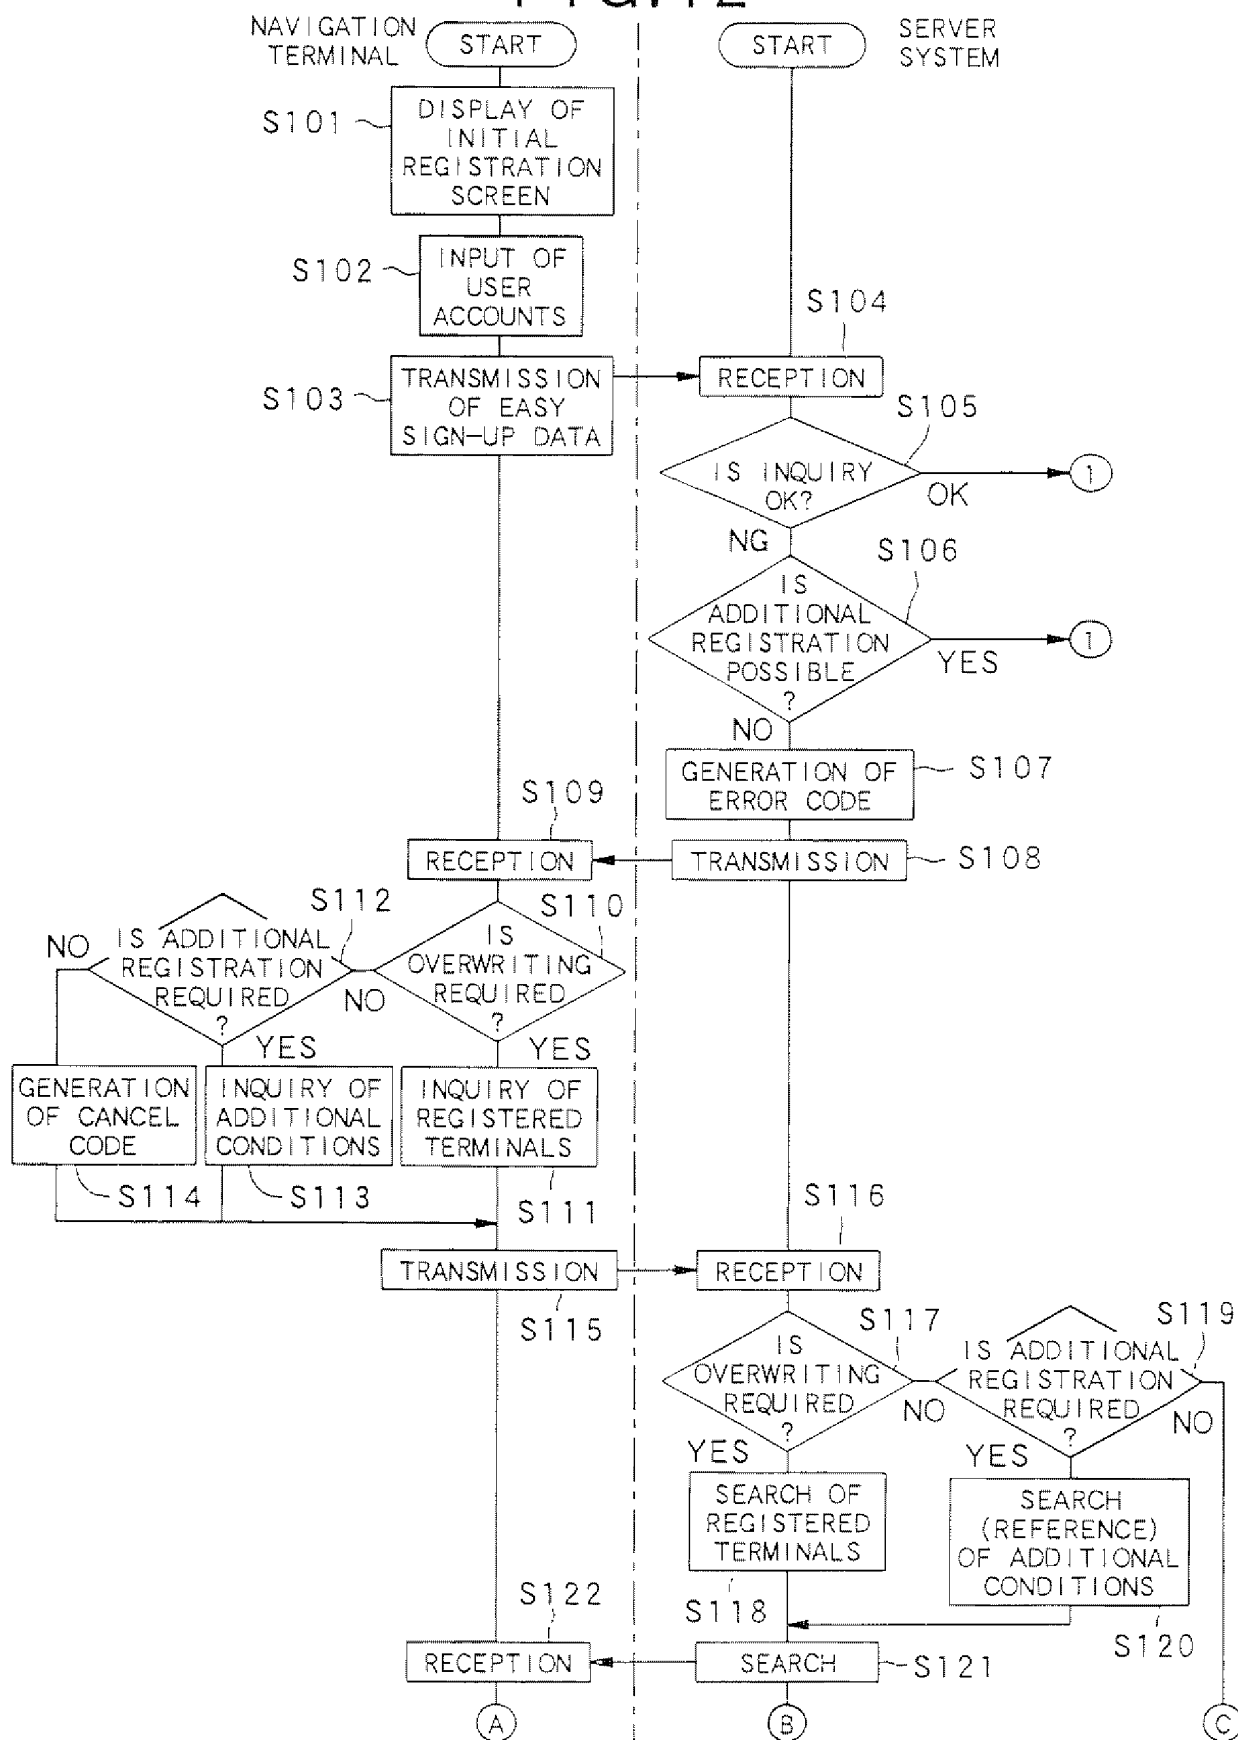 NAVIGATION
TERMINAL
START
START
SERVER
SYSTEM
S101
DISPLAY OF
INITIAL
REGISTRATION
SCREEN
S102
INPUT OF
USER
ACCOUNTS
S104
S103
TRANSMISSION
OF EASY
SIGN-UP DATA
RECEPTION
S105
IS INQUIRY
OK?
OK
1
NG
S106
IS
ADDITIONAL
REGISTRATION
POSSIBLE
?
YES
1
NO
GENERATION OF
ERROR CODE
S107
S109
RECEPTION
TRANSMISSION
S108
S112
S110
NO
IS ADDITIONAL
REGISTRATION
REQUIRED
?
NO
IS
OVERWRITING
REQUIRED
?
YES
YES
GENERATION
OF CANCEL
CODE
INQUIRY OF
ADDITIONAL
CONDITIONS
INQUIRY OF
REGISTERED
TERMINALS
S114
S113
S111
S116
TRANSMISSION
RECEPTION
S115
S117
S119
IS
OVERWRITING
REQUIRED
?
NO
IS ADDITIONAL
REGISTRATION
REQUIRED
?
NO
YES
YES
SEARCH OF
REGISTERED
TERMINALS
SEARCH
(REFERENCE)
OF ADDITIONAL
CONDITIONS
S122
S118
S120
RECEPTION
SEARCH
S121
A
B
C